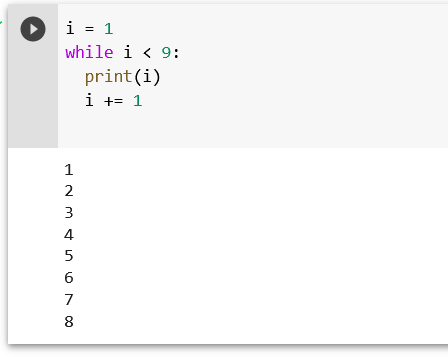 i = 1
while i < 9:
  print(i)
  i += 1
1
2
3
4
5
6
7
8